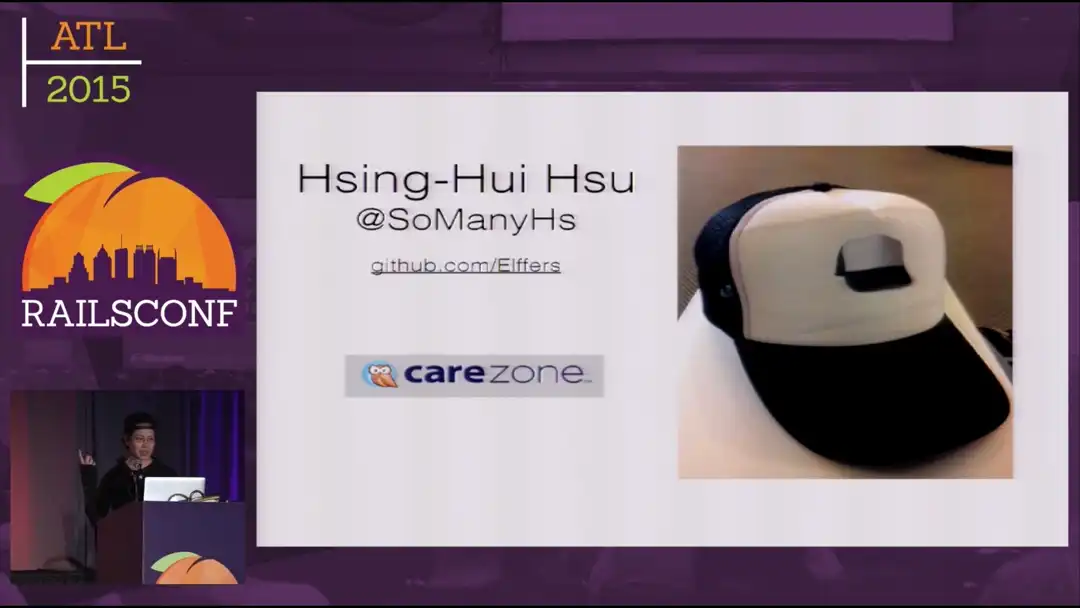 ATL
2015
RAILSCONF
Hsing-Hui Hsu
@SoManyHs
github.com/Elffers
carezone